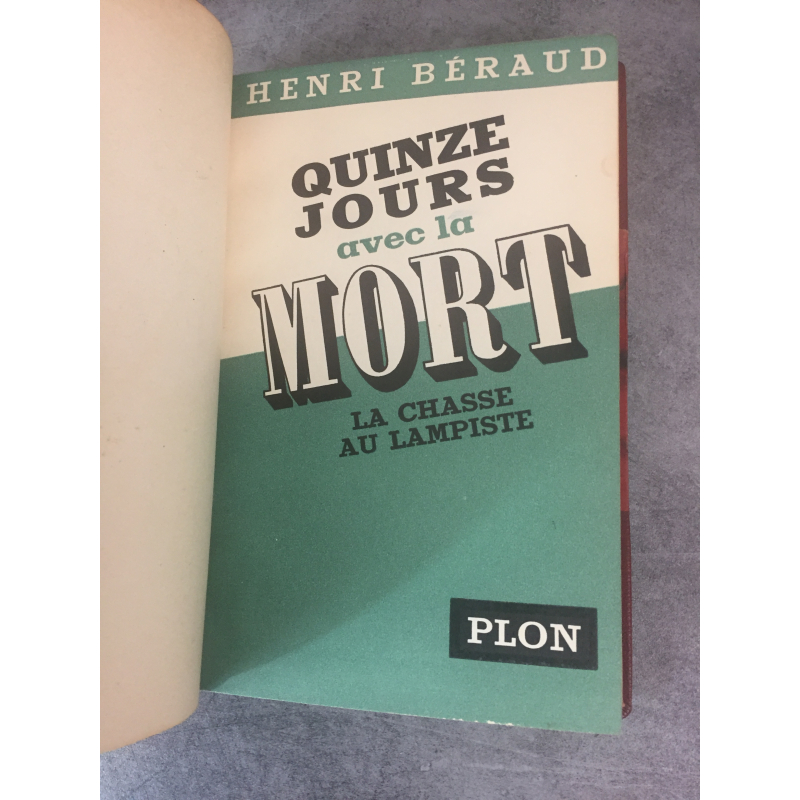 HENRI BÉRAUD
QUINZE
JOURS
avec la
MORT
LA CHASSE
AU LAMPISTE
PLON